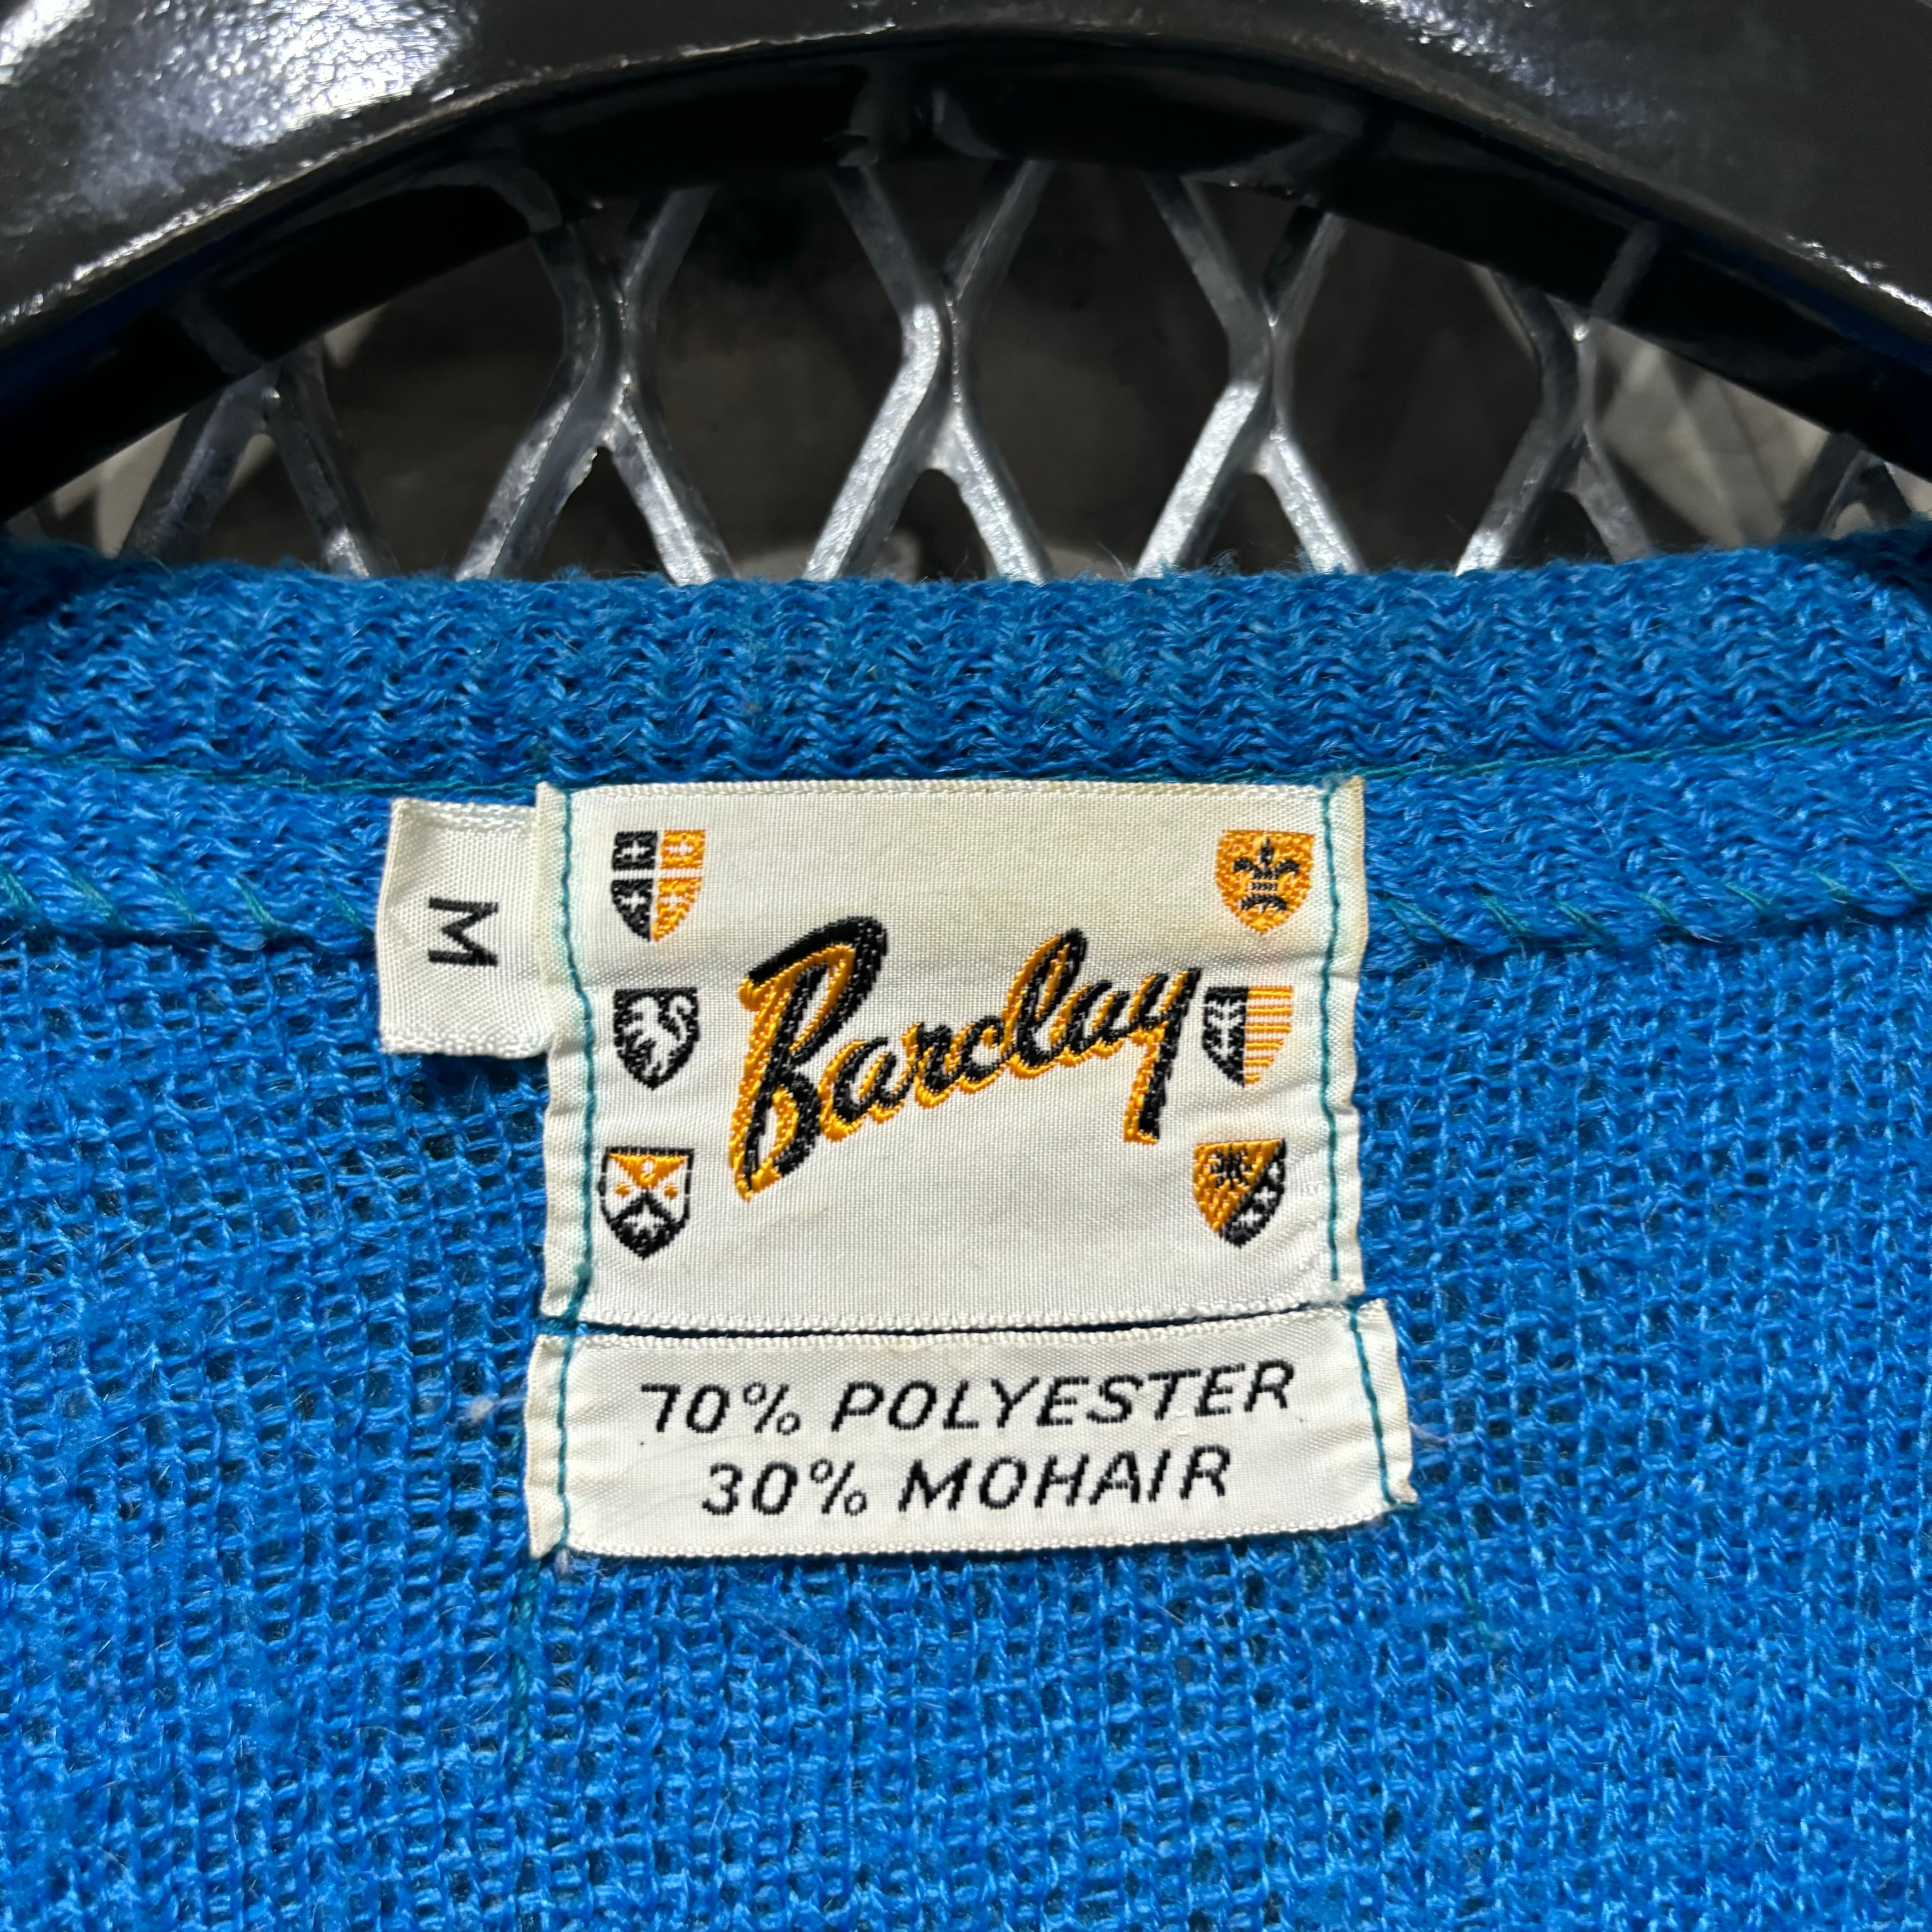 M
Barclay
70% POLYESTER
30% MOHAIR